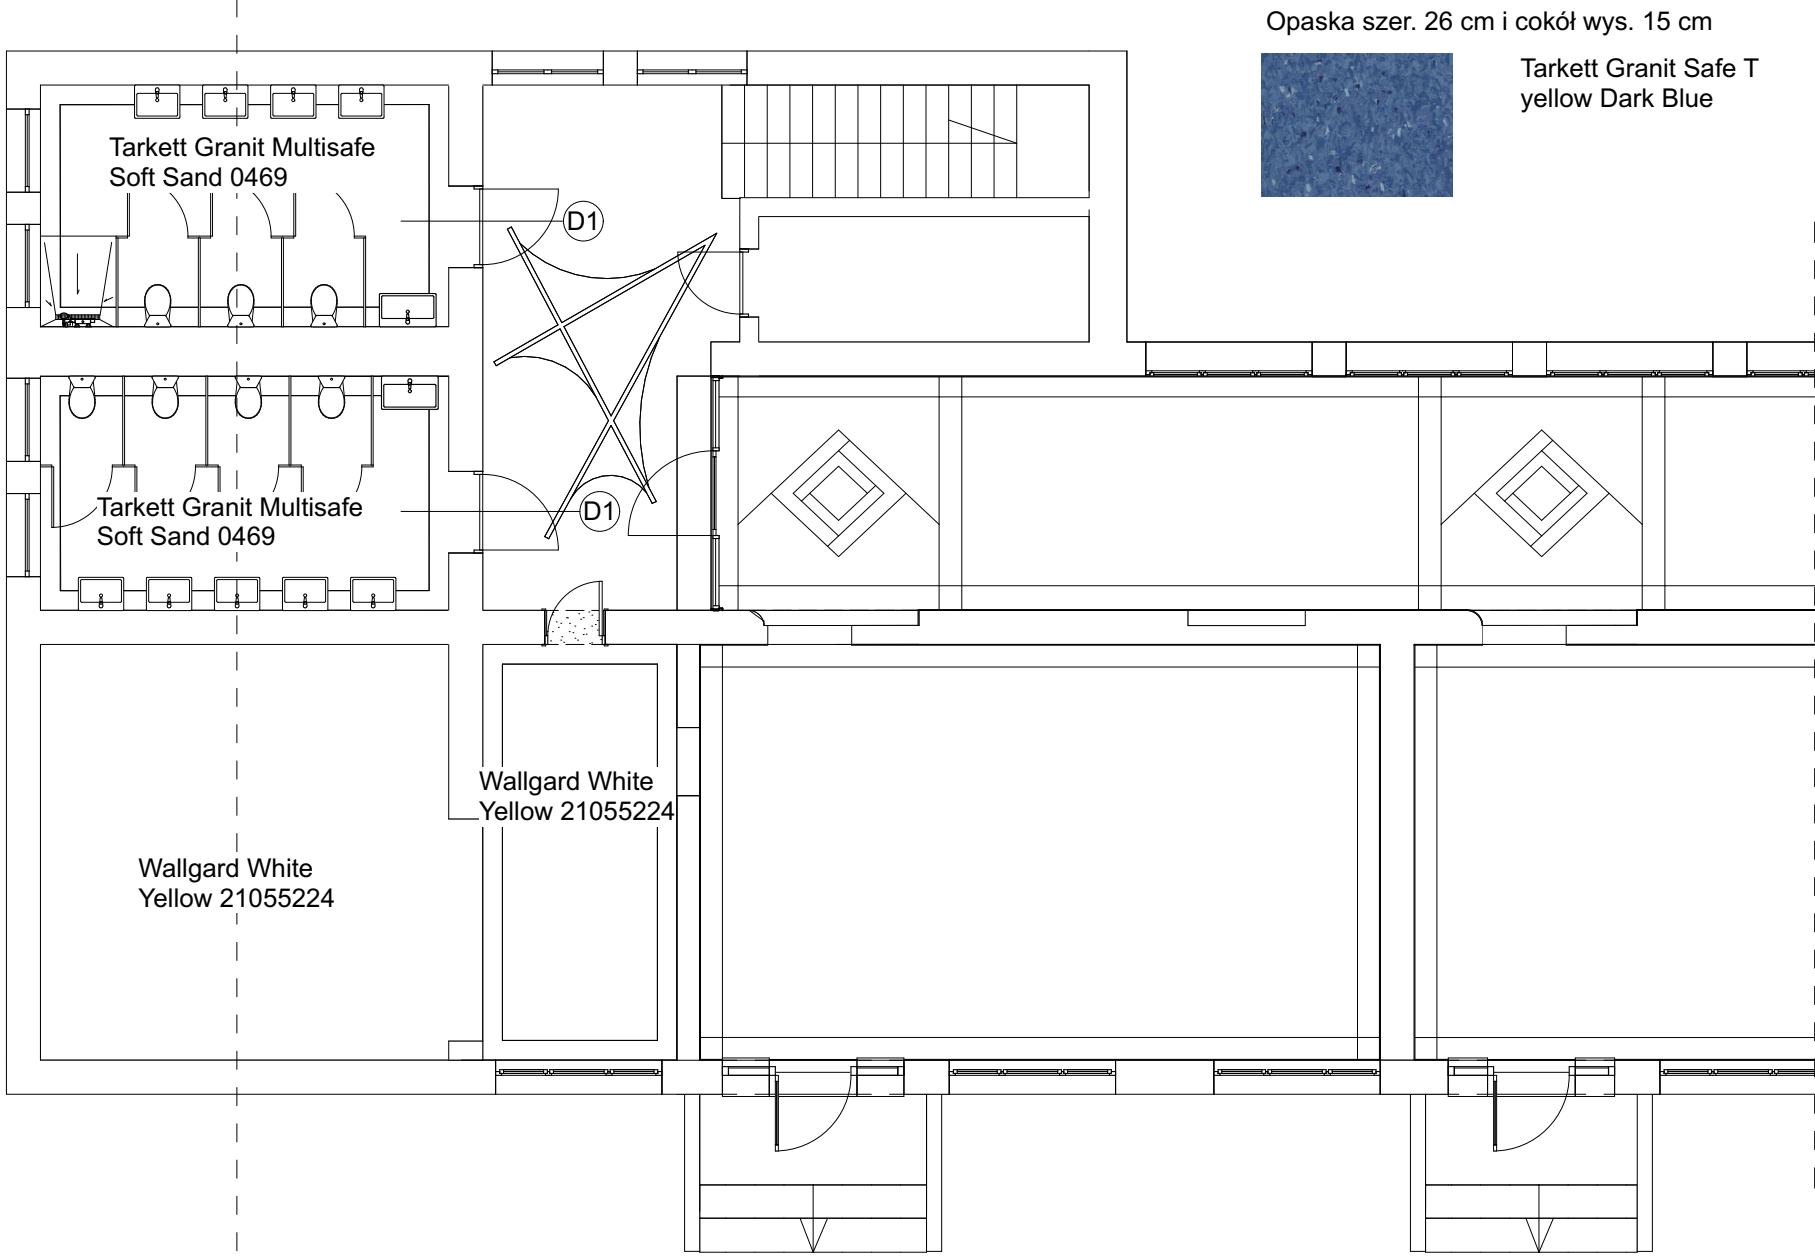 Opaska szer. 26 cm i cokół wys. 15 cm
Tarkett Granit Safe T
yellow Dark Blue
Tarkett Granit Multisafe
Soft Sand 0469
D1
Tarkett Granit Multisafe
Soft Sand 0469
D1
Wallgard White
Yellow 21055224
Wallgard White
Yellow 21055224